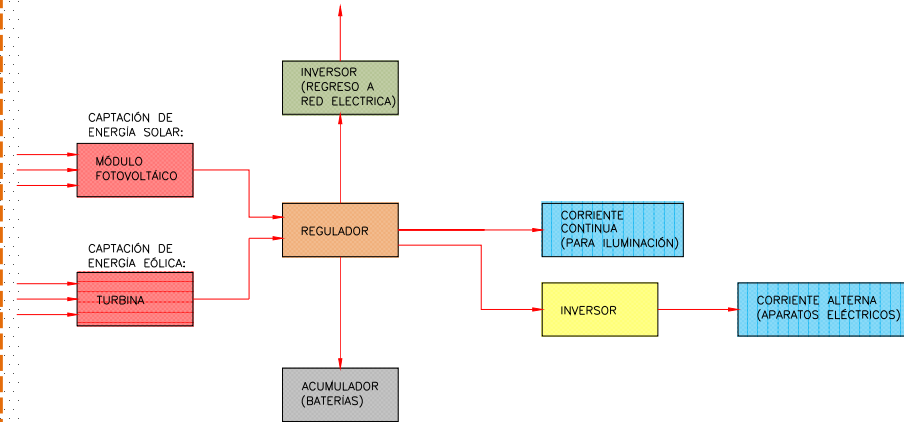 INVERSOR
(REGRESO A
RED ELECTRICA)
CAPTACIÓN DE
ENERGÍA SOLAR:
MÓDULO
FOTOVOLTÁICO
REGULADOR
CORRIENTE
CONTINUA
(PARA ILUMINACIÓN)
CAPTACIÓN DE
ENERGÍA EÓLICA:
TURBINA
INVERSOR
CORRIENTE ALTERNA
(APARATOS ELÉCTRICOS)
ACUMULADOR
(BATERÍAS)